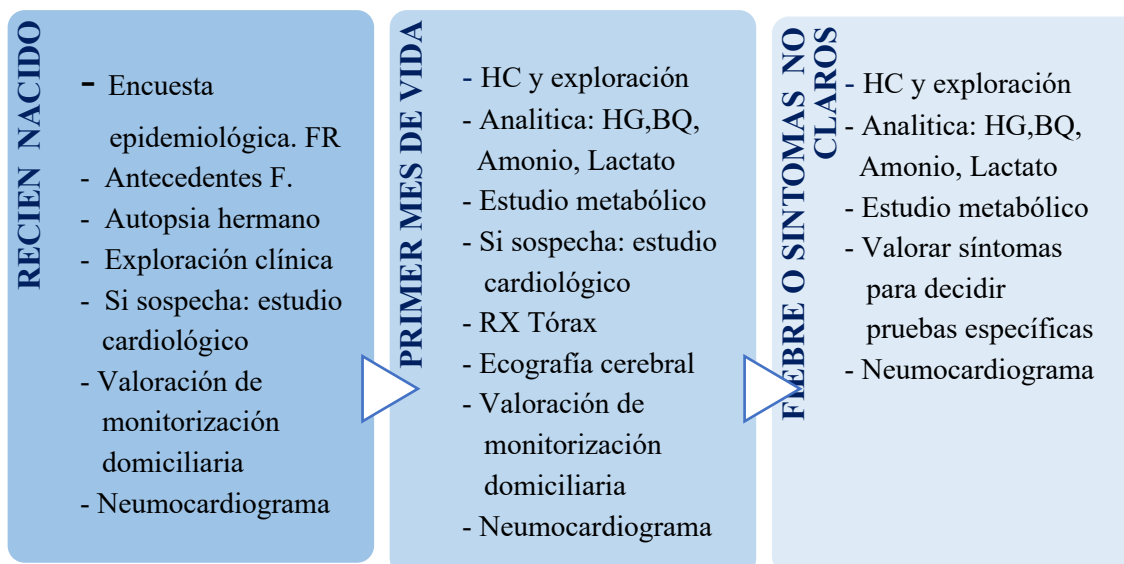 RECIEN NACIDO
- Encuesta
epidemiológica. FR
- Antecedentes F.
- Autopsia hermano
- Exploración clínica
- Si sospecha: estudio
cardiológico
- Valoración de
monitorización
domiciliaria
- Neumocardiograma
PRIMER MES DE VIDA
- HC y exploración
- Analitica: HG,BQ,
Amonio, Lactato
- Estudio metabólico
- Si sospecha: estudio
cardiológico
- RX Tórax
- Ecografía cerebral
- Valoración de
monitorización
domiciliaria
- Neumocardiograma
FIEBRE O SINTOMAS NO
CLAROS
- HC y exploración
- Analitica: HG,BQ,
Amonio, Lactato
- Estudio metabólico
- Valorar síntomas
para decidir
pruebas específicas
- Neumocardiograma